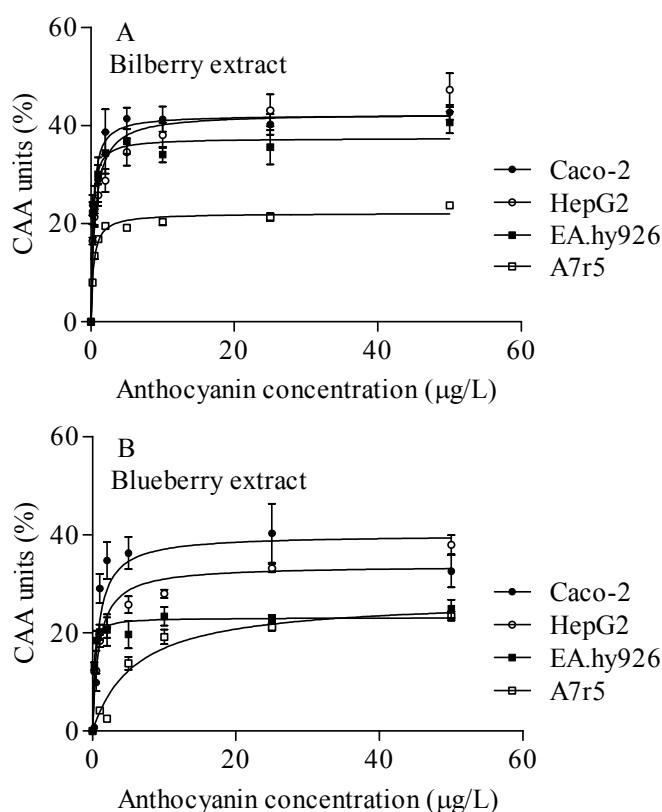 A
Bilberry extract
60
40
20
0
CAA units (%)
Caco-2
HepG2
EA.hy926
A7r5
0 20 40 60
Anthocyanin concentration (μg/L)
B
Blueberry extract
60
40
20
0
CAA units (%)
Caco-2
HepG2
EA.hy926
A7r5
0 20 40 60
Anthocyanin concentration (μg/L)